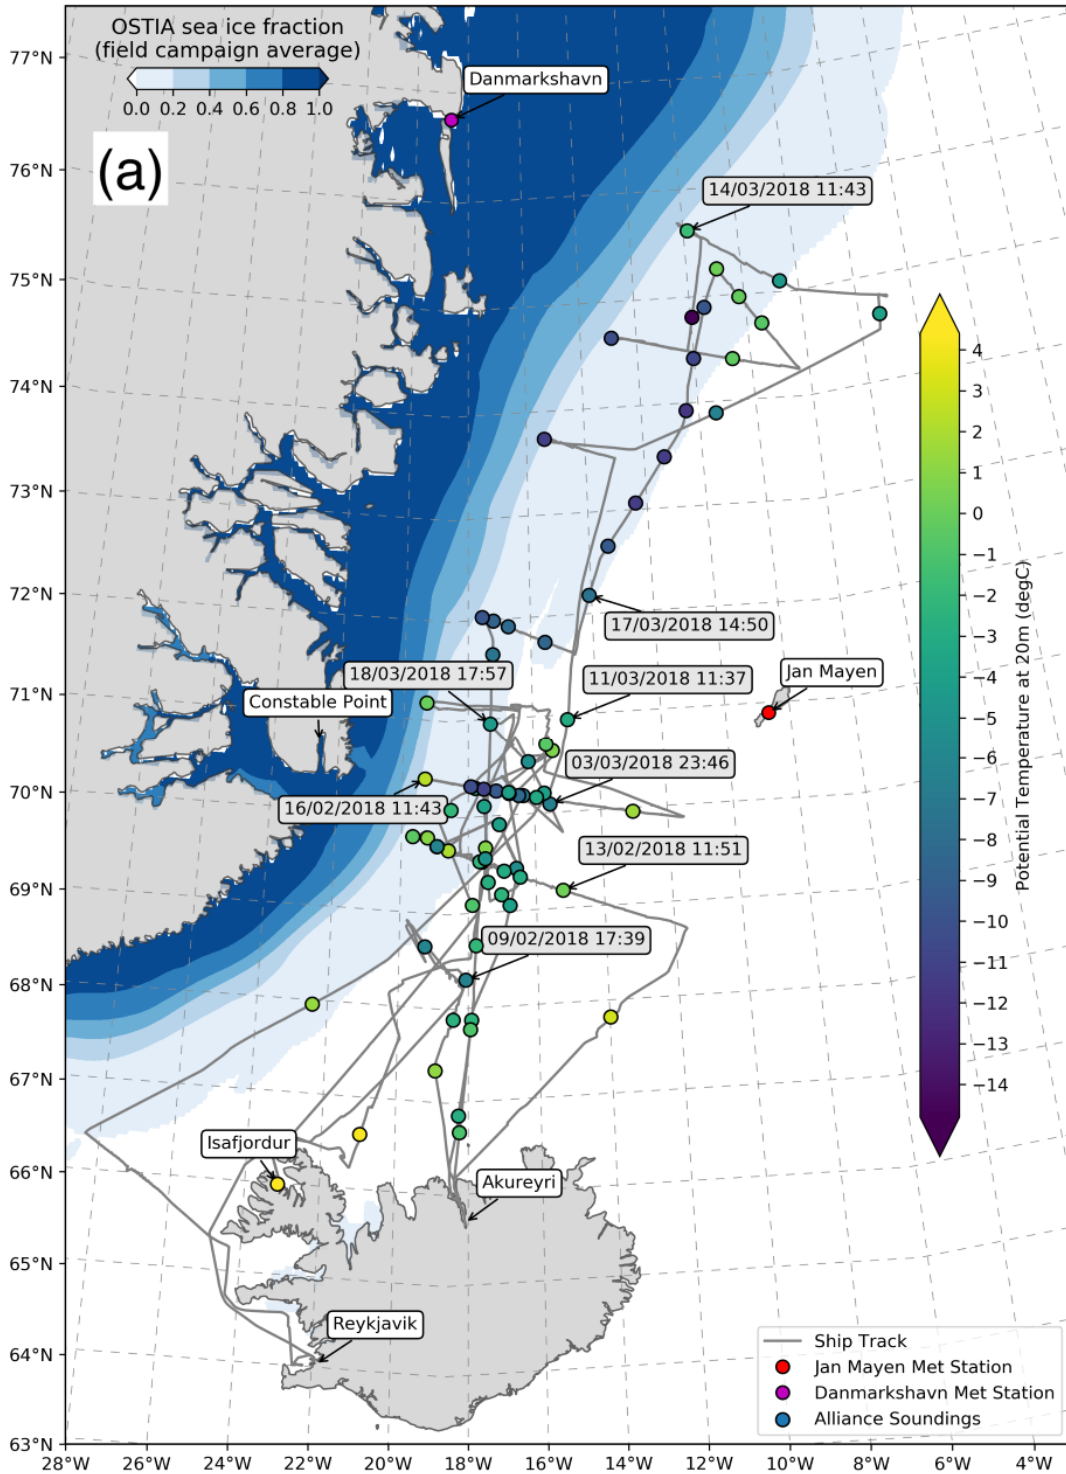 OSTIA sea ice fraction
(field campaign average)
0.0 0.2 0.4 0.6 0.8 1.0
(a)
77°N
76°N
75°N
74°N
73°N
72°N
71°N
70°N
69°N
68°N
67°N
66°N
65°N
64°N
63°N
Danmarkshavn
14/03/2018 11:43
17/03/2018 14:50
18/03/2018 17:57
11/03/2018 11:37
Jan Mayen
Constable Point
03/03/2018 23:46
16/02/2018 11:43
13/02/2018 11:51
09/02/2018 17:39
Isafjordur
Akureyri
Reykjavik
4
3
2
1
0
−1
−2
−3
−4
−5
−6
−7
−8
−9
−10
−11
−12
−13
−14
Potential Temperature at 20m (degC)
Ship Track
Jan Mayen Met Station
Danmarkshavn Met Station
Alliance Soundings
28°W 26°W 24°W 22°W 20°W 18°W 16°W 14°W 12°W 10°W 8°W 6°W 4°W